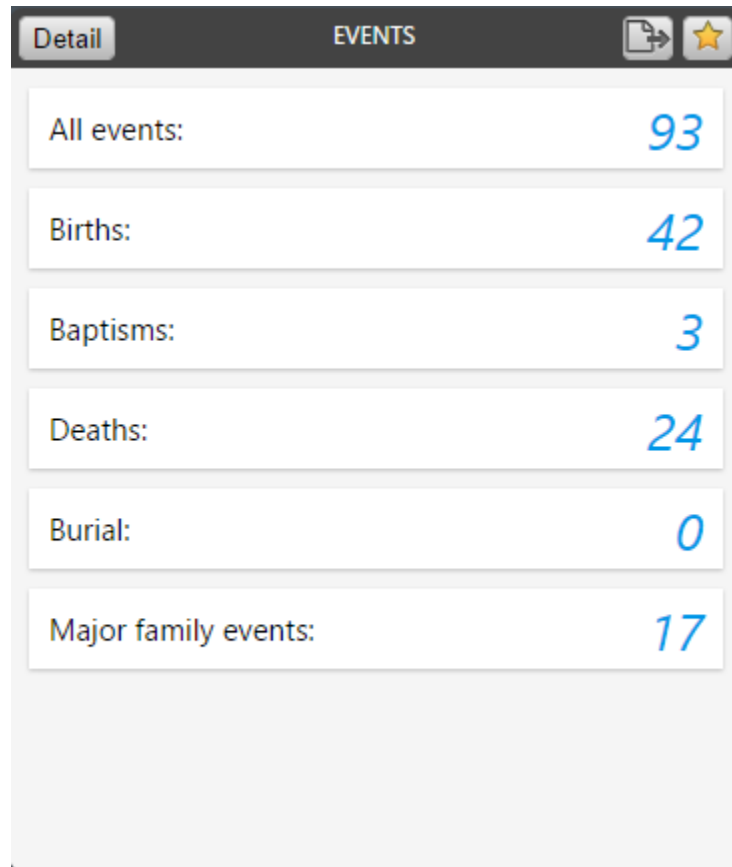 Detail EVENTS
All events: 93
Births: 42
Baptisms: 3
Deaths: 24
Burial: 0
Major family events: 17